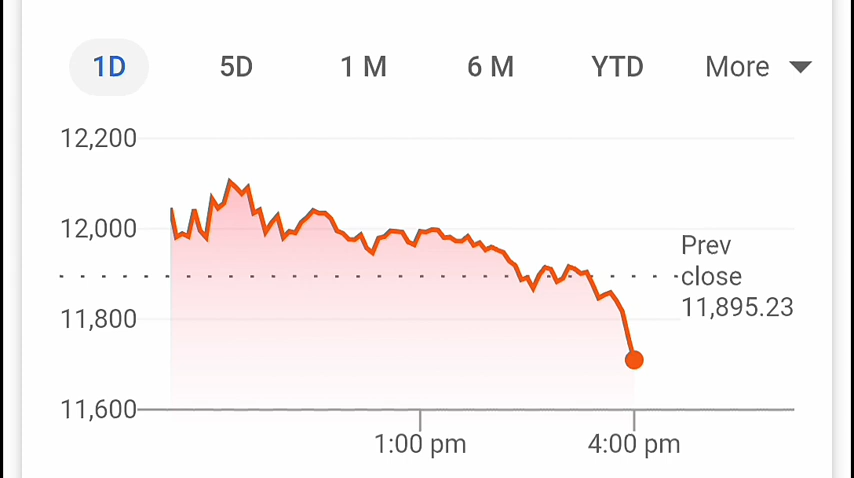 1D 5D 1 M 6 M YTD More
12,200
12,000
Prev
close
11,895.23
11,800
11,600
1:00 pm 4:00 pm